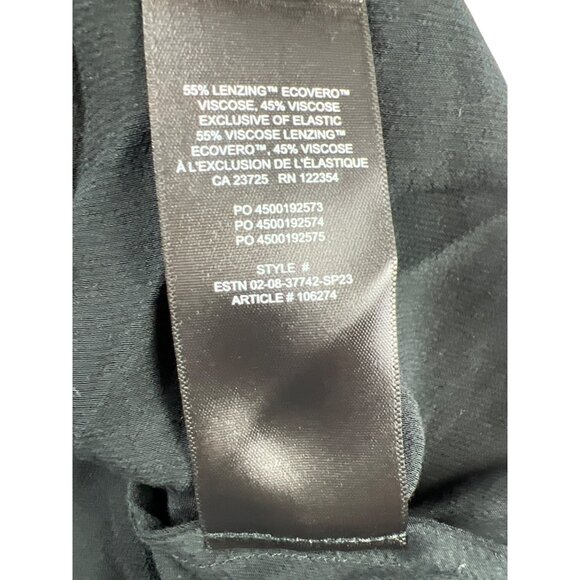 55% LENZING™ ECOVERO™
VISCOSE, 45% VISCOSE
EXCLUSIVE OF ELASTIC
55% VISCOSE LENZING™
ECOVERO™, 45% VISCOSE
À L'EXCLUSION DE L'ÉLASTIQUE
CA 23725 RN 122354
PO 4500192573
PO 4500192574
PO 4500192575
STYLE #
ESTN 02-08-37742-SP23
ARTICLE # 106274